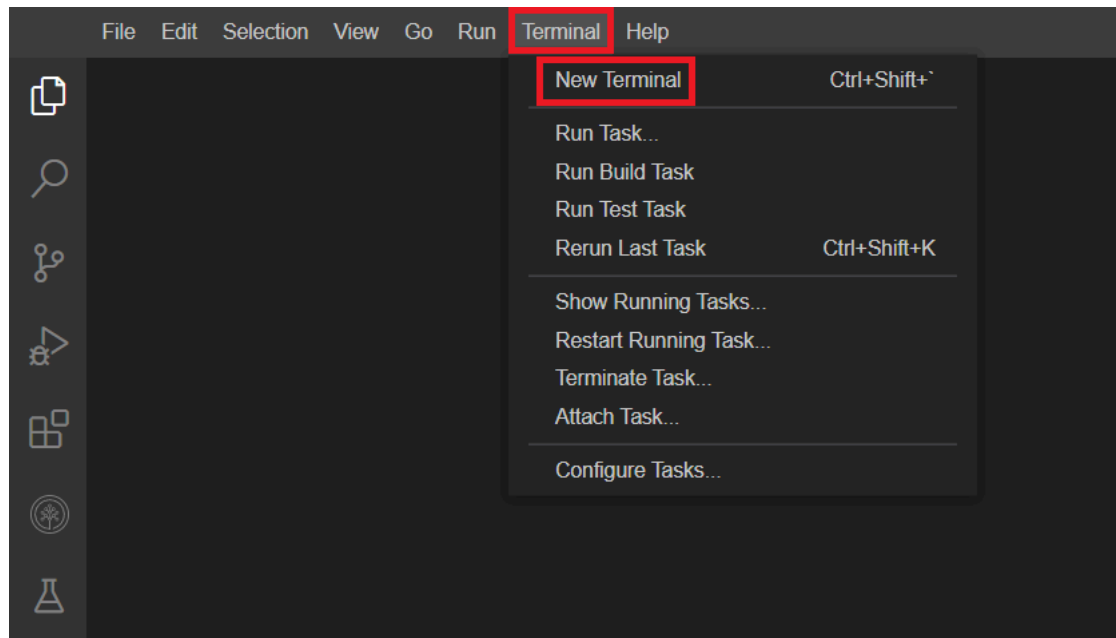 File Edit Selection View Go Run Terminal Help
New Terminal Ctrl+Shift+`
Run Task...
Run Build Task
Run Test Task
Rerun Last Task Ctrl+Shift+K
Show Running Tasks...
Restart Running Task...
Terminate Task...
Attach Task...
Configure Tasks...